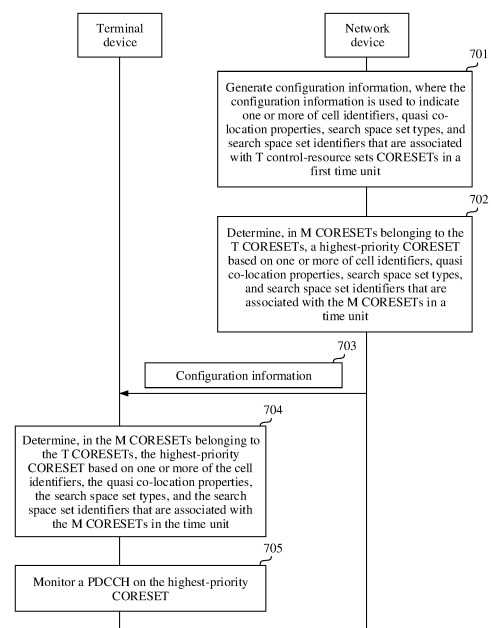 Terminal
device
Network
device
701
Generate configuration information, where the
configuration information is used to indicate
one or more of cell identifiers, quasi co-
location properties, search space set types, and
search space set identifiers that are associated
with T control-resource sets CORESETs in a
first time unit
702
Determine, in M CORESETs belonging to the
T CORESETs, a highest-priority CORESET
based on one or more of cell identifiers, quasi
co-location properties, search space set types,
and search space set identifiers that are
associated with the M CORESETs in a
time unit
703
Configuration information
704
Determine, in the M CORESETs belonging to
the T CORESETs, the highest-priority
CORESET based on one or more of the cell
identifiers, the quasi co-location properties,
the search space set types, and the search
space set identifiers that are associated with
the M CORESETs in the time unit
705
Monitor a PDCCH on the highest-priority
CORESET